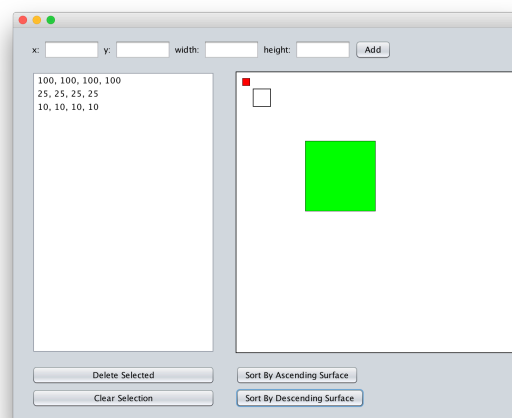 x: y: width: height: Add
100, 100, 100, 100
25, 25, 25, 25
10, 10, 10, 10
Delete Selected
Sort By Ascending Surface
Clear Selection
Sort By Descending Surface